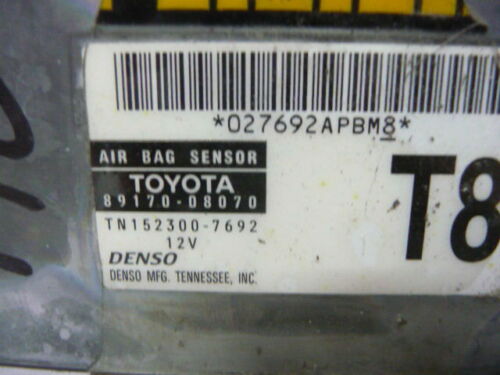 *027692APBM8*
AIR BAG SENSOR
TOYOTA
89170-08070
TN152300-7692
12V
DENSO
DENSO MFG. TENNESSEE, INC.
T8